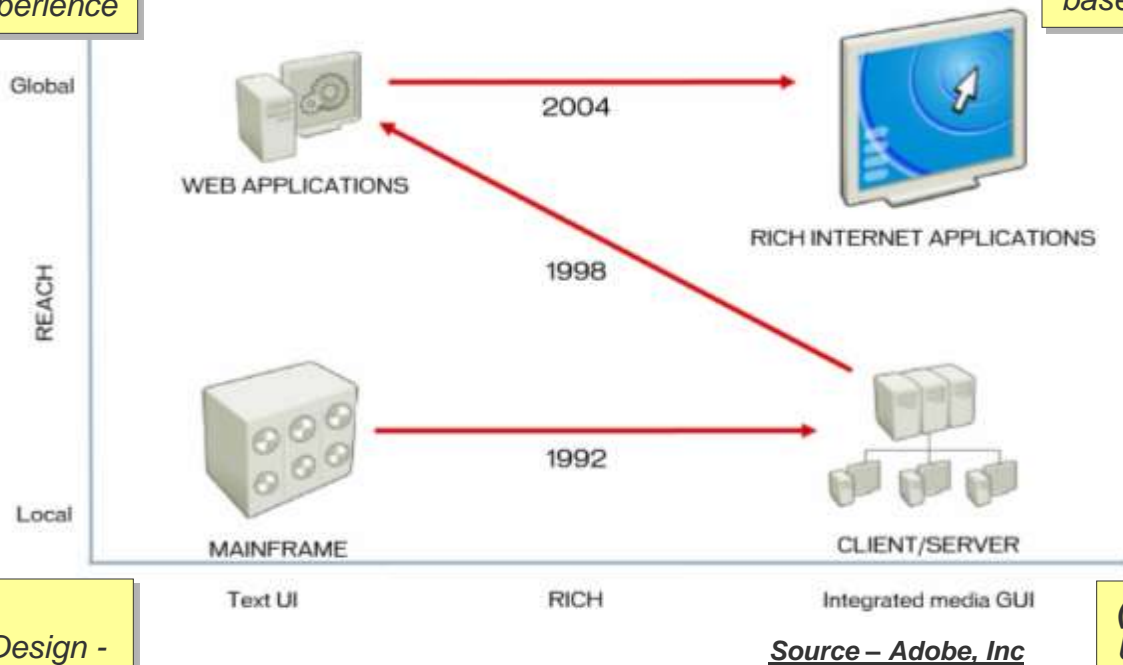 perience
base
Global
2004
WEB APPLICATIONS
RICH INTERNET APPLICATIONS
1998
REACH
1992
Local
MAINFRAME
CLIENT/SERVER
Text UI
RICH
Integrated media GUI
Design -
Source – Adobe, Inc
(